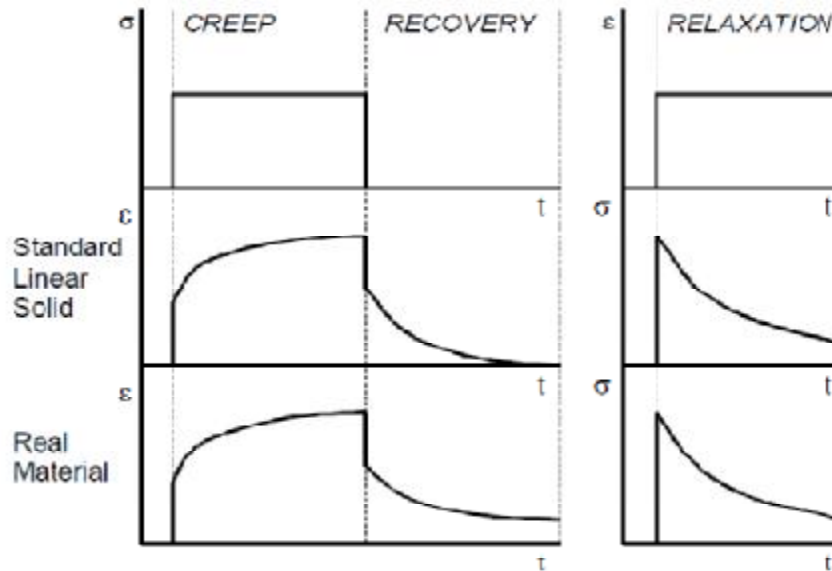 σ CREEP RECOVERY ε RELAXATION
t t
ε σ
Standard
Linear
Solid
t t
ε σ
Real
Material
t t